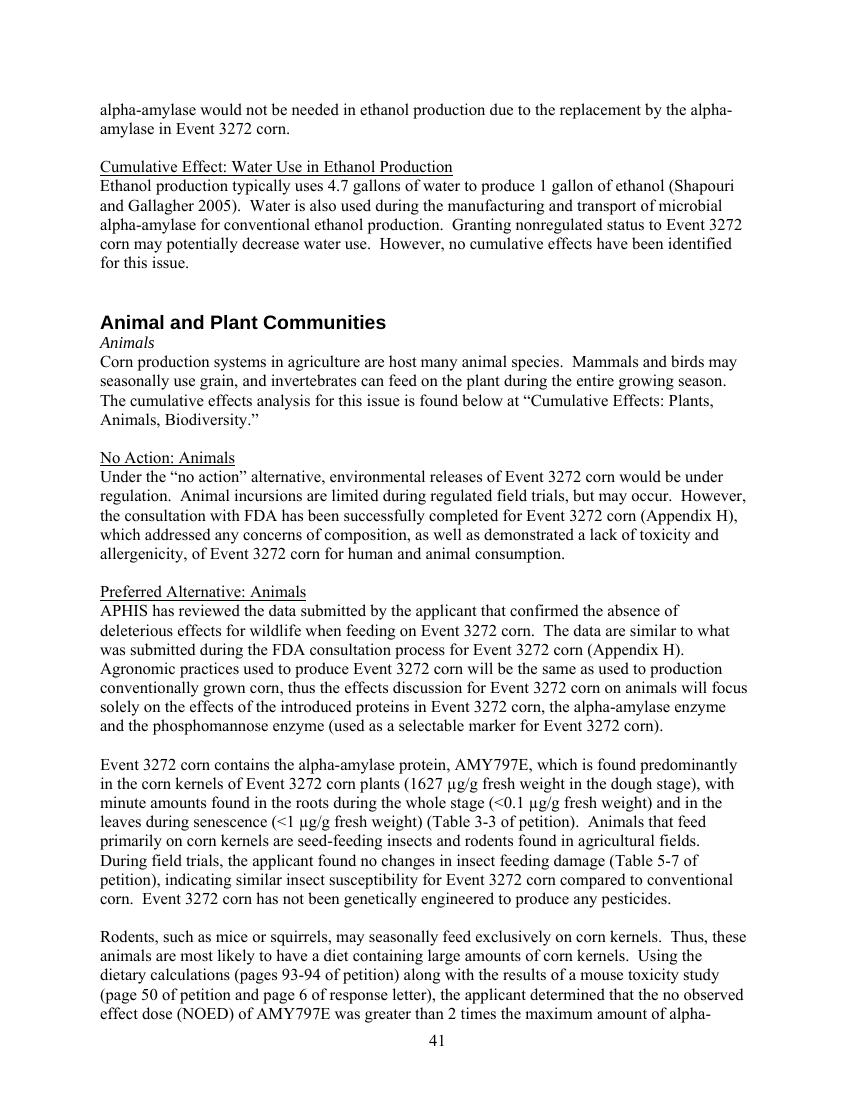 alpha-amylase would not be needed in ethanol production due to the replacement by the alpha-
amylase in Event 3272 corn.
Cumulative Effect: Water Use in Ethanol Production
Ethanol production typically uses 4.7 gallons of water to produce 1 gallon of ethanol (Shapouri
and Gallagher 2005).  Water is also used during the manufacturing and transport of microbial
alpha-amylase for conventional ethanol production.  Granting nonregulated status to Event 3272
corn may potentially decrease water use.  However, no cumulative effects have been identified
for this issue.
Animal and Plant Communities
Animals
Corn production systems in agriculture are host many animal species.  Mammals and birds may
seasonally use grain, and invertebrates can feed on the plant during the entire growing season.
The cumulative effects analysis for this issue is found below at “Cumulative Effects: Plants,
Animals, Biodiversity.”
No Action: Animals
Under the “no action” alternative, environmental releases of Event 3272 corn would be under
regulation.  Animal incursions are limited during regulated field trials, but may occur.  However,
the consultation with FDA has been successfully completed for Event 3272 corn (Appendix H),
which addressed any concerns of composition, as well as demonstrated a lack of toxicity and
allergenicity, of Event 3272 corn for human and animal consumption.
Preferred Alternative: Animals
APHIS has reviewed the data submitted by the applicant that confirmed the absence of
deleterious effects for wildlife when feeding on Event 3272 corn.  The data are similar to what
was submitted during the FDA consultation process for Event 3272 corn (Appendix H).
Agronomic practices used to produce Event 3272 corn will be the same as used to production
conventionally grown corn, thus the effects discussion for Event 3272 corn on animals will focus
solely on the effects of the introduced proteins in Event 3272 corn, the alpha-amylase enzyme
and the phosphomannose enzyme (used as a selectable marker for Event 3272 corn).
Event 3272 corn contains the alpha-amylase protein, AMY797E, which is found predominantly
in the corn kernels of Event 3272 corn plants (1627 µg/g fresh weight in the dough stage), with
minute amounts found in the roots during the whole stage (<0.1 µg/g fresh weight) and in the
leaves during senescence (<1 µg/g fresh weight) (Table 3-3 of petition).  Animals that feed
primarily on corn kernels are seed-feeding insects and rodents found in agricultural fields.
During field trials, the applicant found no changes in insect feeding damage (Table 5-7 of
petition), indicating similar insect susceptibility for Event 3272 corn compared to conventional
corn.  Event 3272 corn has not been genetically engineered to produce any pesticides.
Rodents, such as mice or squirrels, may seasonally feed exclusively on corn kernels.  Thus, these
animals are most likely to have a diet containing large amounts of corn kernels.  Using the
dietary calculations (pages 93-94 of petition) along with the results of a mouse toxicity study
(page 50 of petition and page 6 of response letter), the applicant determined that the no observed
effect dose (NOED) of AMY797E was greater than 2 times the maximum amount of alpha-
41